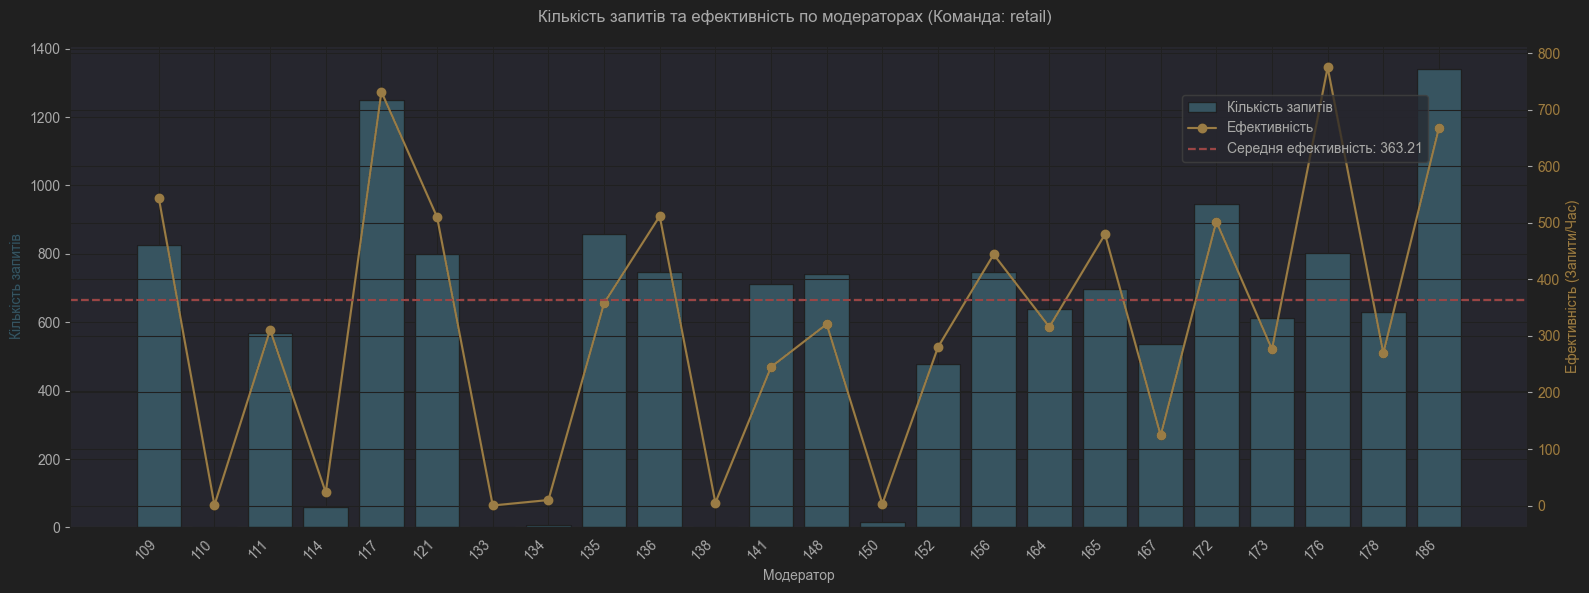 Кількість запитів та ефективність по модераторах (Команда: retail)
1400
1200
1000
800
600
400
200
0
Кількість запитів
800
700
600
500
400
300
200
100
0
Ефективність (Запити/Час)
Кількість запитів
Ефективність
Середня ефективність: 363.21
109 110 111 114 117 121 133 134 135 136 138 141 148 150 152 156 164 165 167 172 173 176 178 186
Модератор